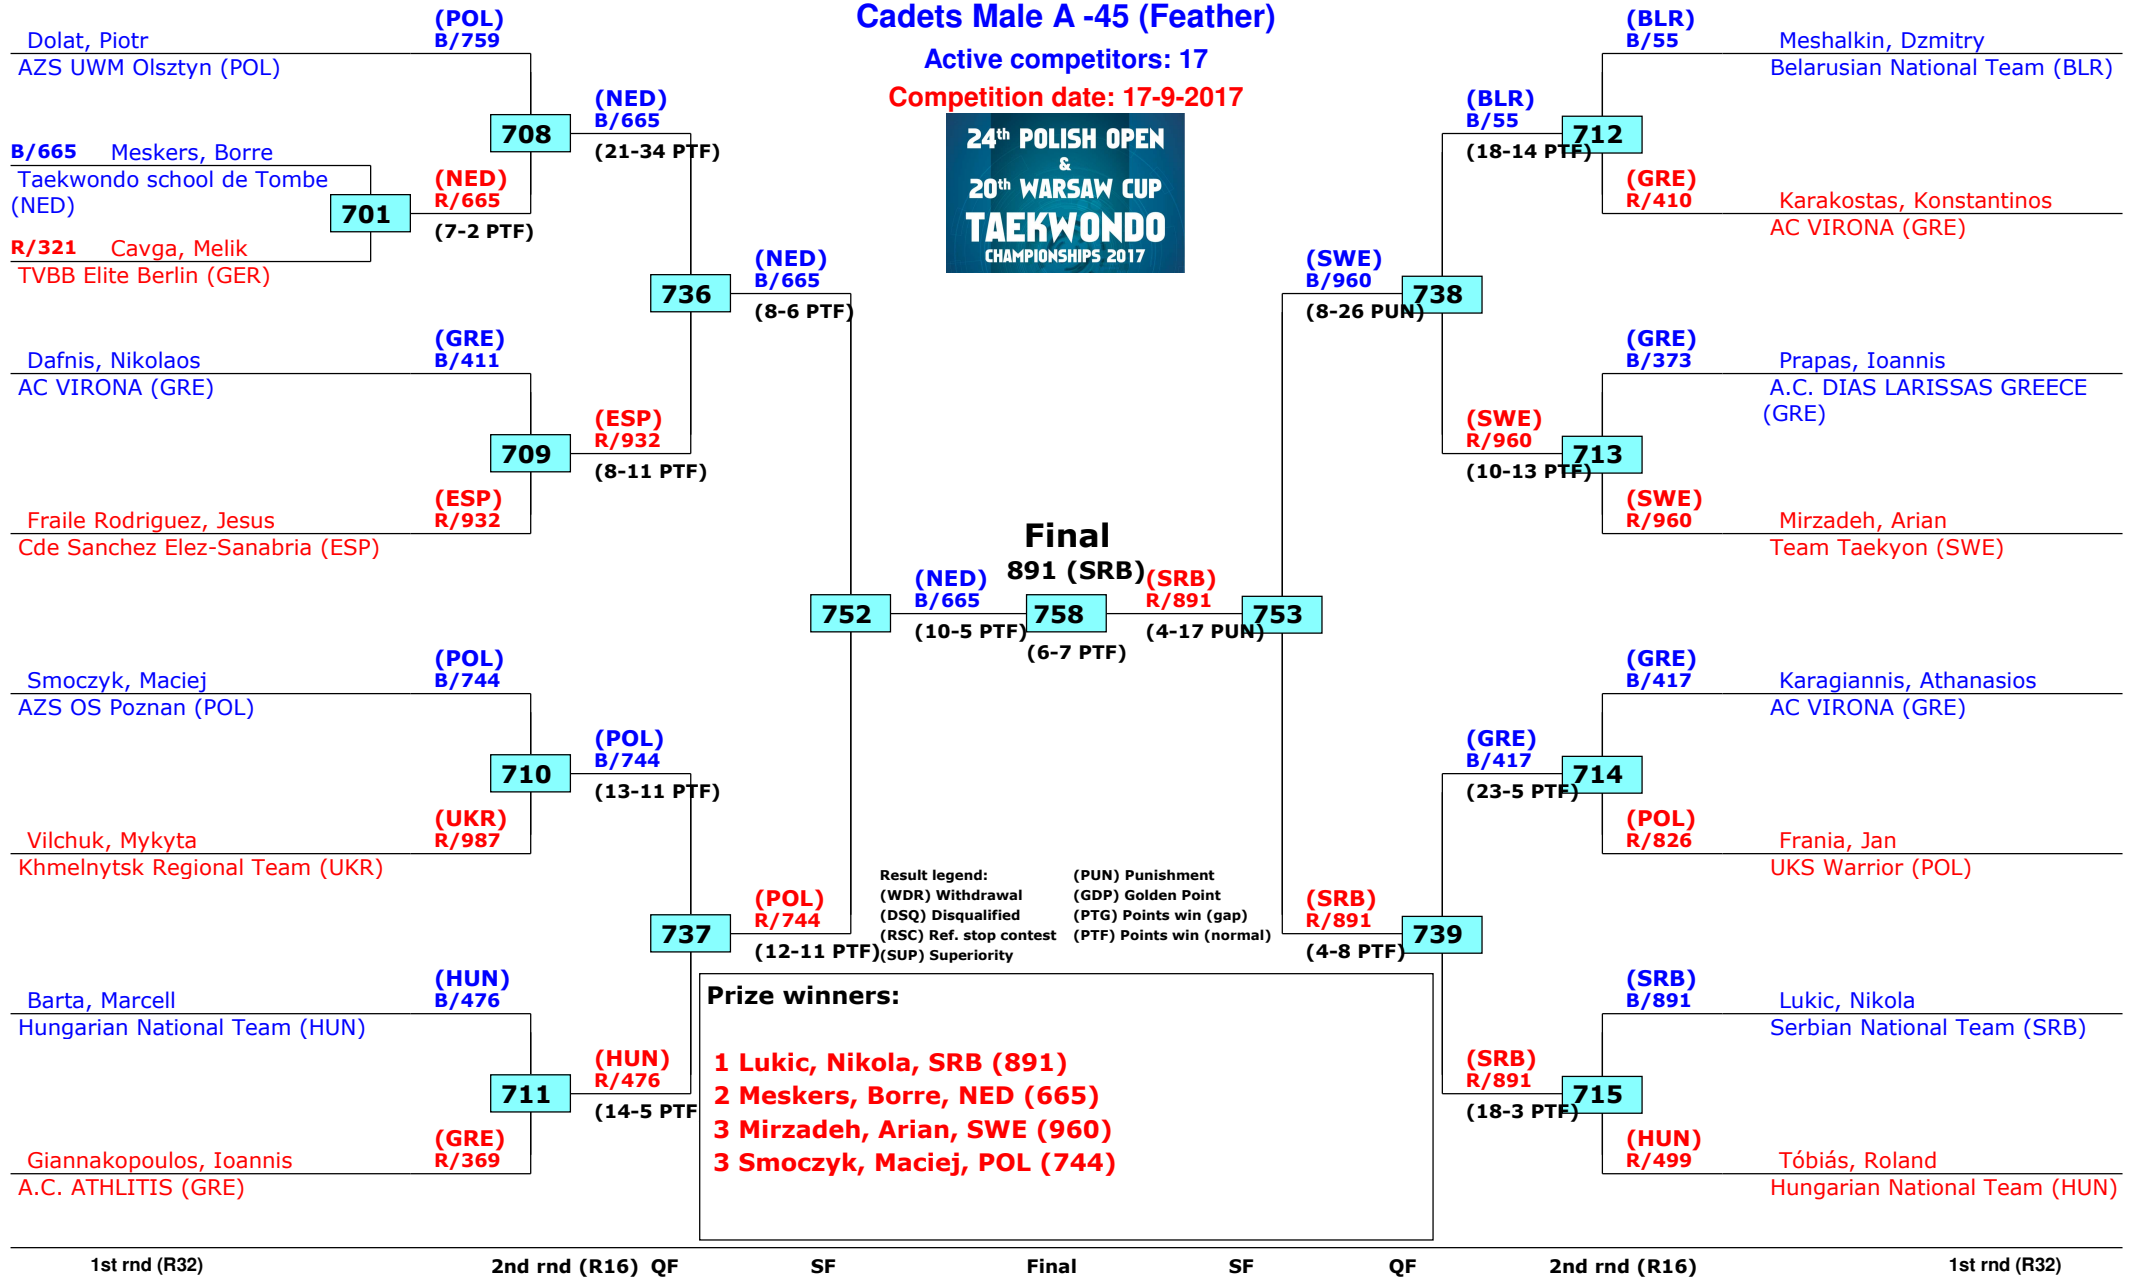 Cadets Male A -45 (Feather)
Active competitors: 17
Competition date: 17-9-2017
24th POLISH OPEN
&
20th WARSAW CUP
TAEKWONDO
CHAMPIONSHIPS 2017
(POL)
Dolat, Piotr B/759
AZS UWM Olsztyn (POL)
(NED)
B/665
708
(21-34 PTF)
B/665 Meskers, Borre
Taekwondo school de Tombe
(NED)
(NED)
R/665
701
(7-2 PTF)
R/321 Cavga, Melik
TVBB Elite Berlin (GER)
(NED)
B/665
736
(8-6 PTF)
(GRE)
Dafnis, Nikolaos B/411
AC VIRONA (GRE)
(ESP)
R/932
709
(8-11 PTF)
(ESP)
Fraile Rodriguez, Jesus R/932
Cde Sanchez Elez-Sanabria (ESP)
Final
891 (SRB)
(NED)
B/665
752
(10-5 PTF)
758
(6-7 PTF)
(SRB)
R/891
753
(4-17 PUN)
(POL)
Smoczyk, Maciej B/744
AZS OS Poznan (POL)
(POL)
B/744
710
(13-11 PTF)
(UKR)
Vilchuk, Mykyta R/987
Khmelnytsk Regional Team (UKR)
(POL)
R/744
737
(12-11 PTF)
(HUN)
Barta, Marcell B/476
Hungarian National Team (HUN)
(HUN)
R/476
711
(14-5 PTF
(GRE)
Giannakopoulos, Ioannis R/369
A.C. ATHLITIS (GRE)
(BLR)
B/55 Meshalkin, Dzmitry
Belarusian National Team (BLR)
(BLR)
B/55
712
(18-14 PTF)
(GRE)
R/410 Karakostas, Konstantinos
AC VIRONA (GRE)
(SWE)
B/960
738
(8-26 PUN)
(GRE)
B/373 Prapas, Ioannis
A.C. DIAS LARISSAS GREECE
(GRE)
(SWE)
R/960
713
(10-13 PTF)
(SWE)
R/960 Mirzadeh, Arian
Team Taekyon (SWE)
(GRE)
B/417 Karagiannis, Athanasios
AC VIRONA (GRE)
(GRE)
B/417
714
(23-5 PTF)
(POL)
R/826 Frania, Jan
UKS Warrior (POL)
(SRB)
R/891
739
(4-8 PTF)
(SRB)
B/891 Lukic, Nikola
Serbian National Team (SRB)
(SRB)
R/891
715
(18-3 PTF)
(HUN)
R/499 Tóbiás, Roland
Hungarian National Team (HUN)
Result legend: (PUN) Punishment
(WDR) Withdrawal (GDP) Golden Point
(DSQ) Disqualified (PTG) Points win (gap)
(RSC) Ref. stop contest (PTF) Points win (normal)
(SUP) Superiority
Prize winners:
1 Lukic, Nikola, SRB (891)
2 Meskers, Borre, NED (665)
3 Mirzadeh, Arian, SWE (960)
3 Smoczyk, Maciej, POL (744)
1st rnd (R32) 2nd rnd (R16) QF SF Final SF QF 2nd rnd (R16) 1st rnd (R32)